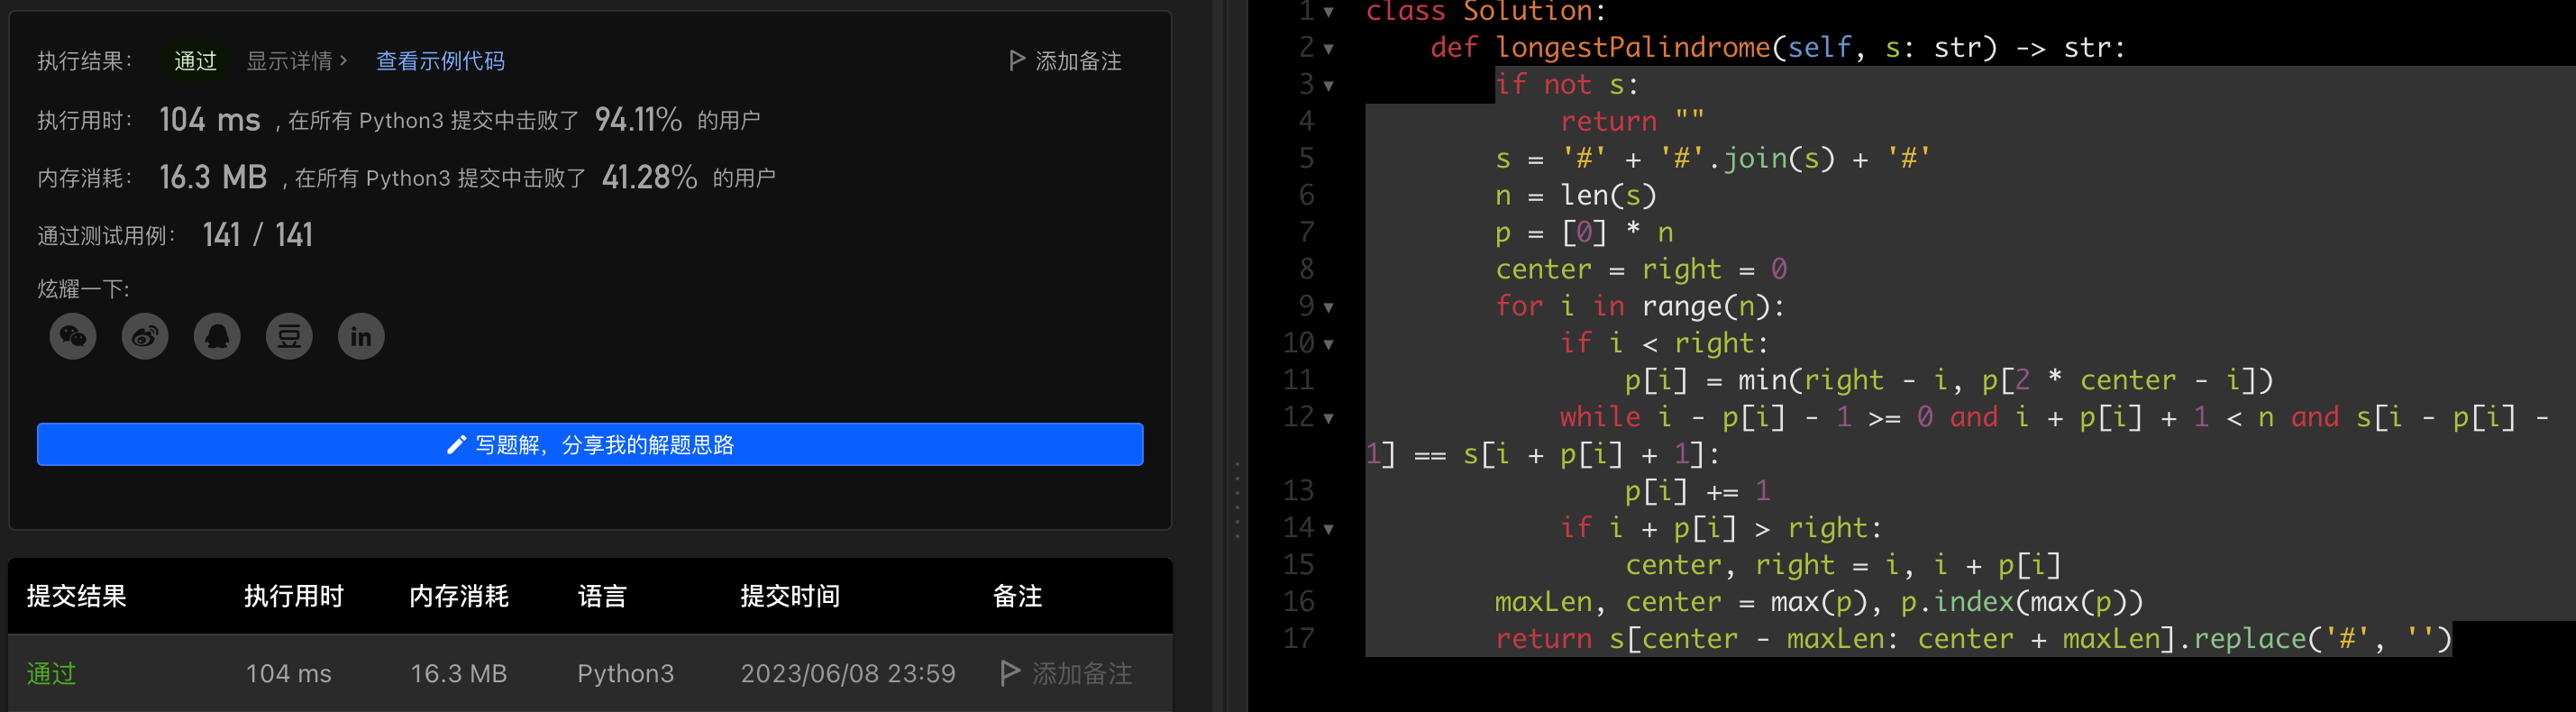 执行结果： 通过 显示详情 › 查看示例代码 添加备注
执行用时： 104 ms , 在所有 Python3 提交中击败了 94.11% 的用户
内存消耗： 16.3 MB , 在所有 Python3 提交中击败了 41.28% 的用户
通过测试用例： 141 / 141
炫耀一下:
豆 in
写题解，分享我的解题思路
提交结果 执行用时 内存消耗 语言 提交时间 备注
通过 104 ms 16.3 MB Python3 2023/06/08 23:59 添加备注
1 class Solution:
2     def longestPalindrome(self, s: str) -> str:
3         if not s:
4             return ""
5         s = '#' + '#'.join(s) + '#'
6         n = len(s)
7         p = [0] * n
8         center = right = 0
9         for i in range(n):
10             if i < right:
11                 p[i] = min(right - i, p[2 * center - i])
12             while i - p[i] - 1 >= 0 and i + p[i] + 1 < n and s[i - p[i] -
1] == s[i + p[i] + 1]:
13                 p[i] += 1
14             if i + p[i] > right:
15                 center, right = i, i + p[i]
16         maxLen, center = max(p), p.index(max(p))
17         return s[center - maxLen: center + maxLen].replace('#', '')